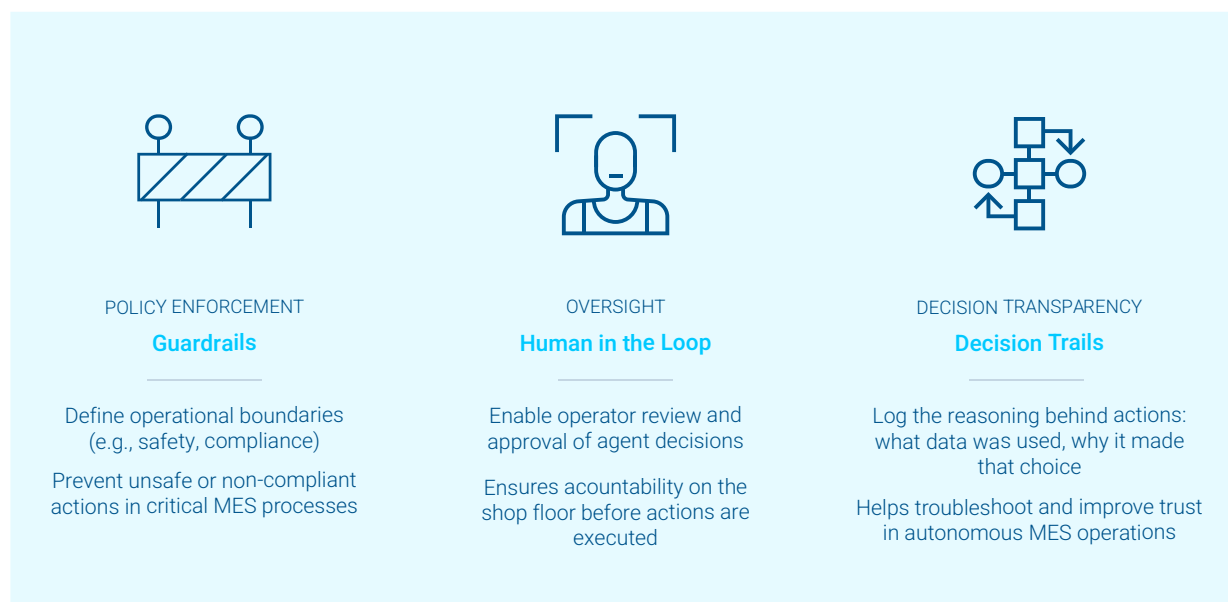 POLICY ENFORCEMENT
Guardrails
Define operational boundaries
(e.g., safety, compliance)
Prevent unsafe or non-compliant
actions in critical MES processes
OVERSIGHT
Human in the Loop
Enable operator review and
approval of agent decisions
Ensures acountability on the
shop floor before actions are
executed
DECISION TRANSPARENCY
Decision Trails
Log the reasoning behind actions:
what data was used, why it made
that choice
Helps troubleshoot and improve trust
in autonomous MES operations